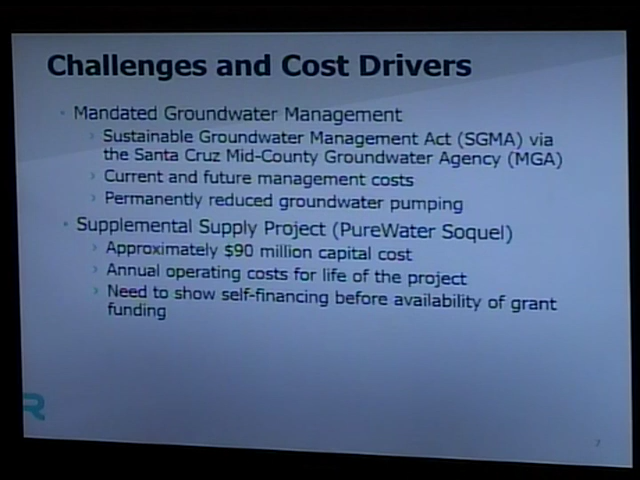 Challenges and Cost Drivers
Mandated Groundwater Management
Sustainable Groundwater Management Act (SGMA) via
the Santa Cruz Mid-County Groundwater Agency (MGA)
Current and future management costs
Permanently reduced groundwater pumping
Supplemental Supply Project (PureWater Soquel)
Approximately $90 million capital cost
Annual operating costs for life of the project
Need to show self-financing before availability of grant
funding
R
7